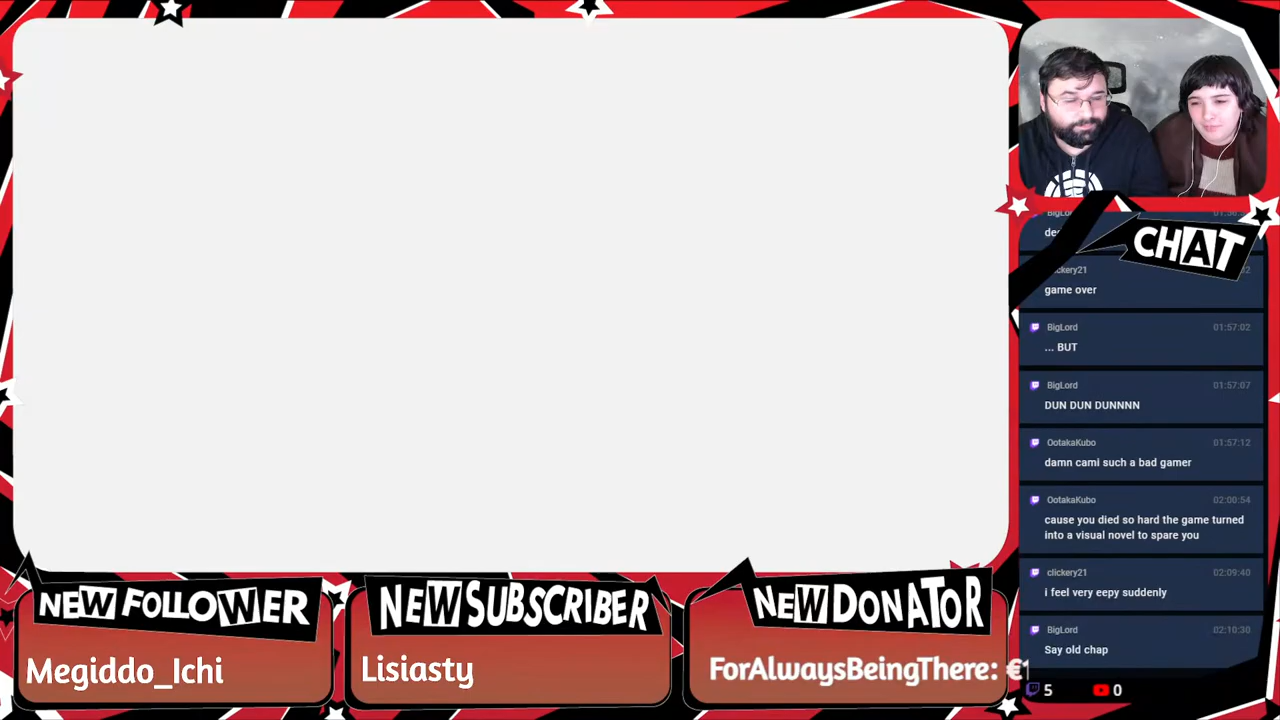 CHAT
BigLord
clickery21
game over
BigLord 01:57:02
... BUT
BigLord 01:57:07
DUN DUN DUNNNN
OotakaKubo 01:57:12
damn cami such a bad gamer
OotakaKubo 02:00:54
cause you died so hard the game turned
into a visual novel to spare you
clickery21 02:09:40
i feel very eepy suddenly
BigLord 02:10:30
Say old chap
5 0
NEW FOLLOWER
Megiddo_Ichi
NEW SUBSCRIBER
Lisiasty
NEW DONATOR
ForAlwaysBeingThere: €1